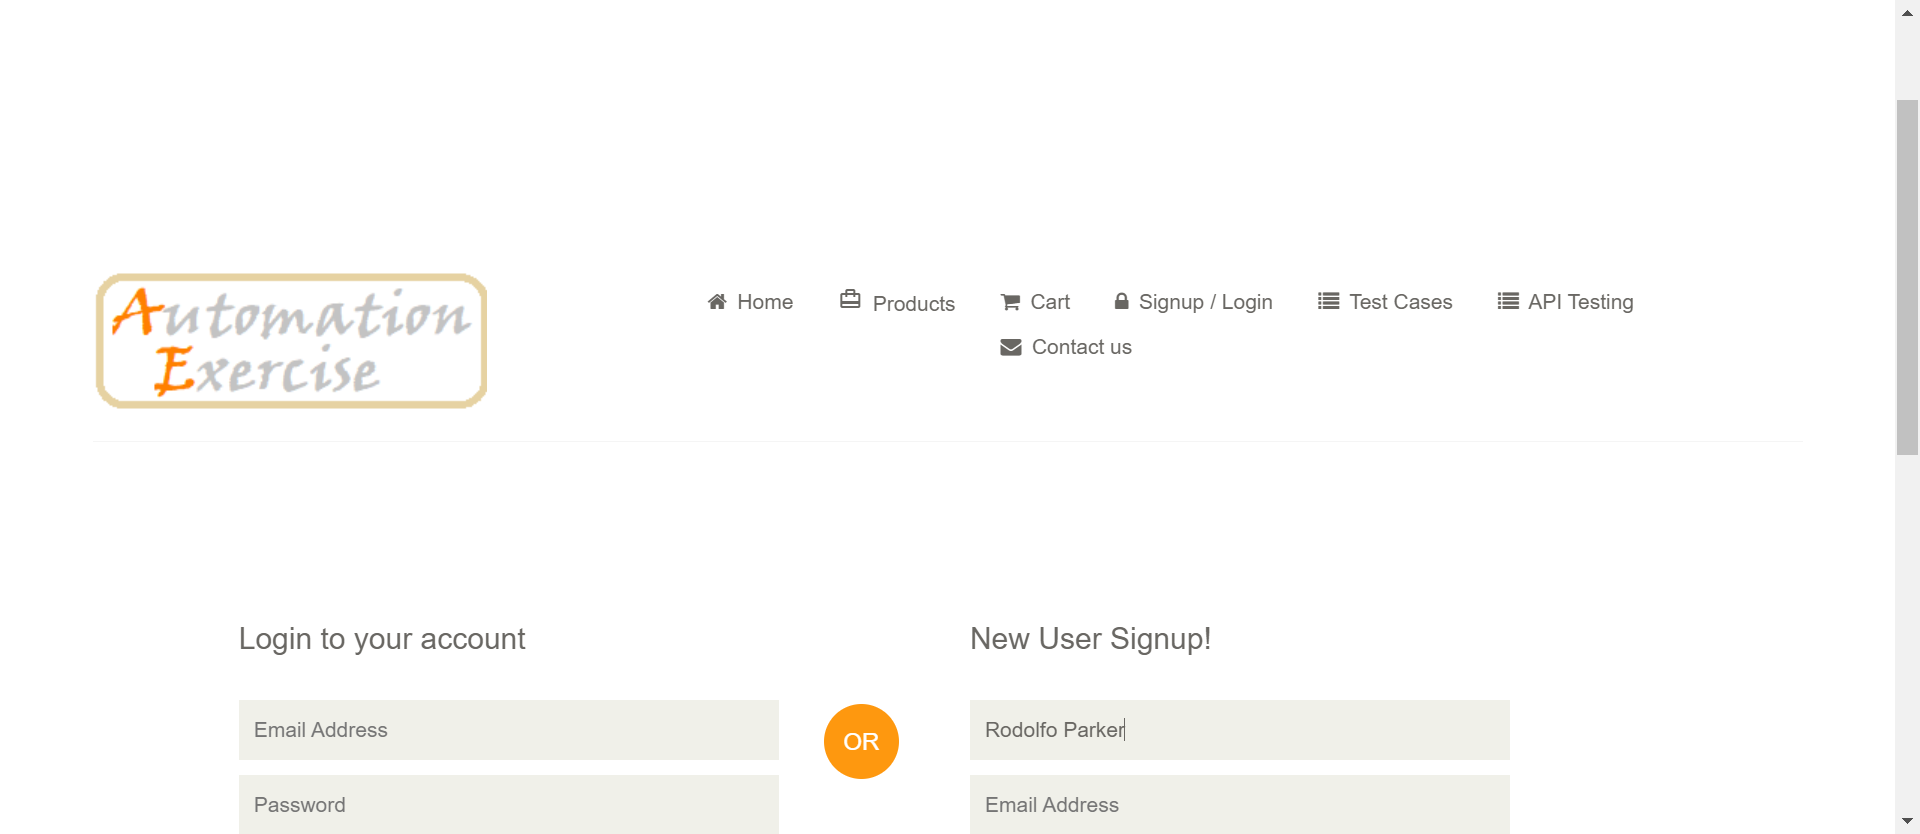 Automation
Exercise
Home Products Cart Signup / Login Test Cases API Testing
Contact us
Login to your account
Email Address
Password
OR
New User Signup!
Rodolfo Parker
Email Address